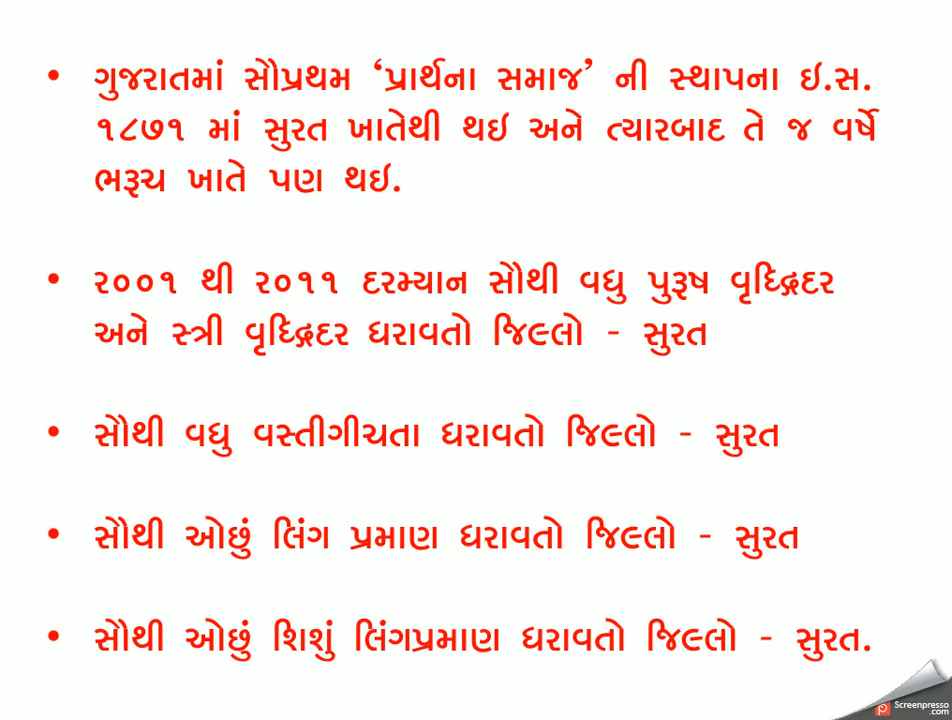 • ગુજરાતમાં સૌપ્રથમ ‘પ્રાર્થના સમાજ’ ની સ્થાપના ઇ.સ.
૧૮૭૧ માં સુરત ખાતેથી થઇ અને ત્યારબાદ તે જ વર્ષે
ભરૂચ ખાતે પણ થઇ.
• ૨૦૦૧ થી ૨૦૧૧ દરમ્યાન સૌથી વધુ પુરૂષ વૃધ્ધિદર
અને સ્ત્રી વૃધ્ધિદર ધરાવતો જિલ્લો - સુરત
• સૌથી વધુ વસ્તીગીચતા ધરાવતો જિલ્લો - સુરત
• સૌથી ઓછું લિંગ પ્રમાણ ધરાવતો જિલ્લો - સુરત
• સૌથી ઓછું શિશું લિંગપ્રમાણ ધરાવતો જિલ્લો - સુરત.
Screenpresso
.com